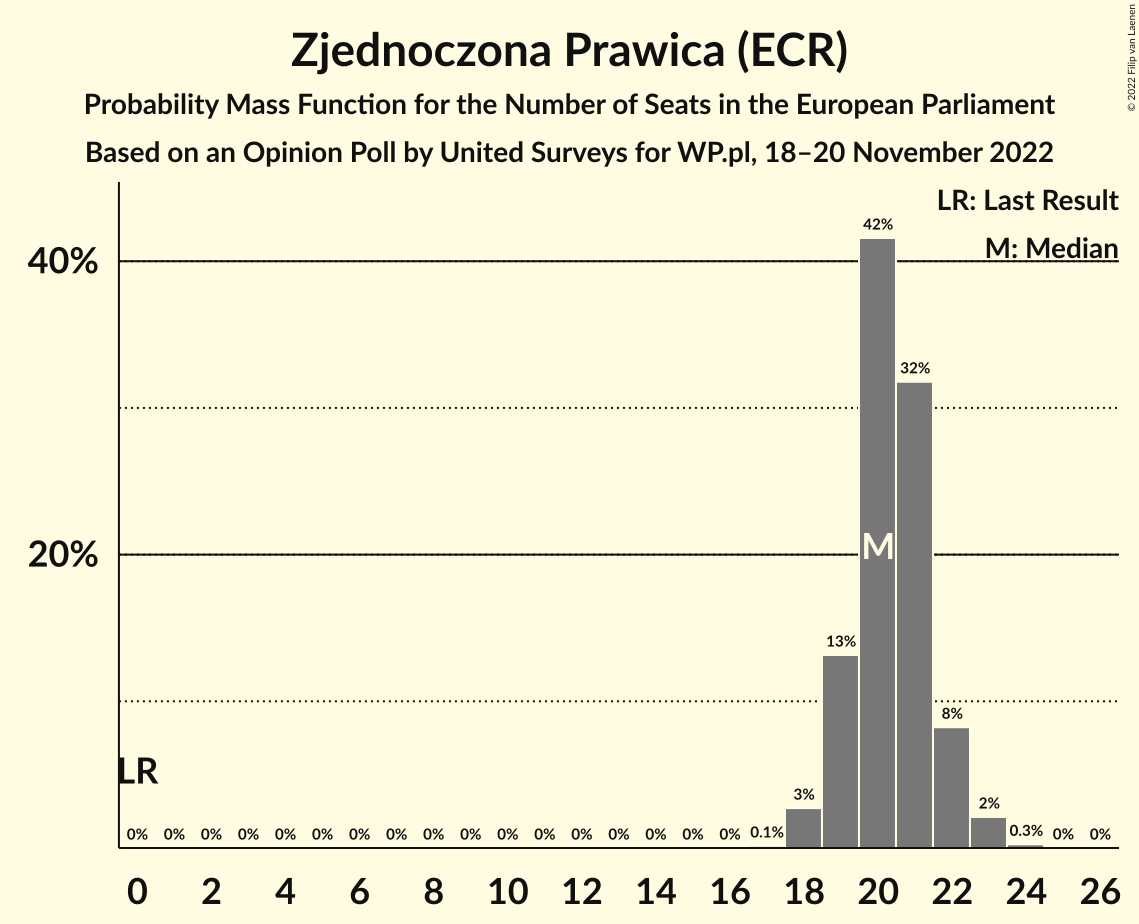 Zjednoczona Prawica (ECR)
Probability Mass Function for the Number of Seats in the European Parliament
Based on an Opinion Poll by United Surveys for WP.pl, 18–20 November 2022
© 2022 Filip van Laenen
LR: Last Result
M: Median
40%
20%
42%
32%
M
13%
8%
LR
3%
2%
0% 0% 0% 0% 0% 0% 0% 0% 0% 0% 0% 0% 0% 0% 0% 0% 0% 0.1% 0.3% 0% 0%
0 2 4 6 8 10 12 14 16 18 20 22 24 26